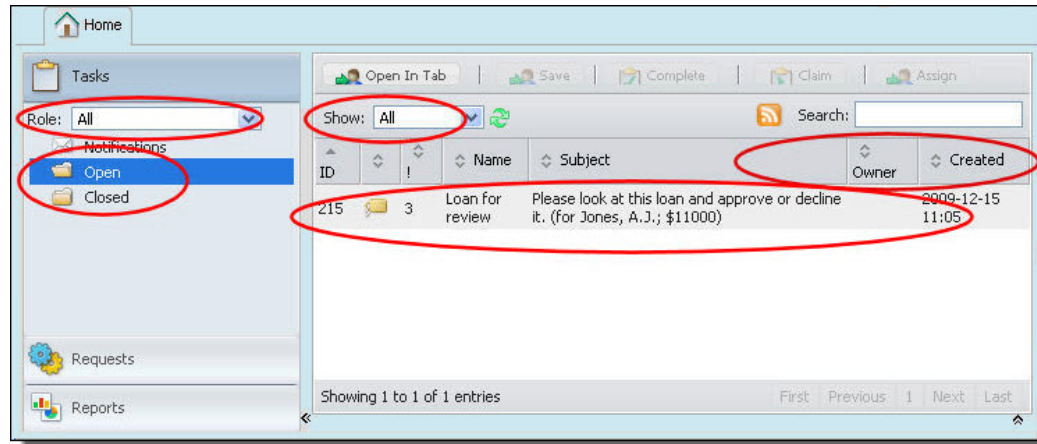 Home
Tasks
Role: All
Notifications
Open
Closed
Requests
Reports
Open In Tab | Save | Complete | Claim | Assign
Show: All Search:
ID ! Name Subject Owner Created
215 3 Loan for review Please look at this loan and approve or decline it. (for Jones, A.J.; $11000) 2009-12-15 11:05
Showing 1 to 1 of 1 entries First Previous 1 Next Last